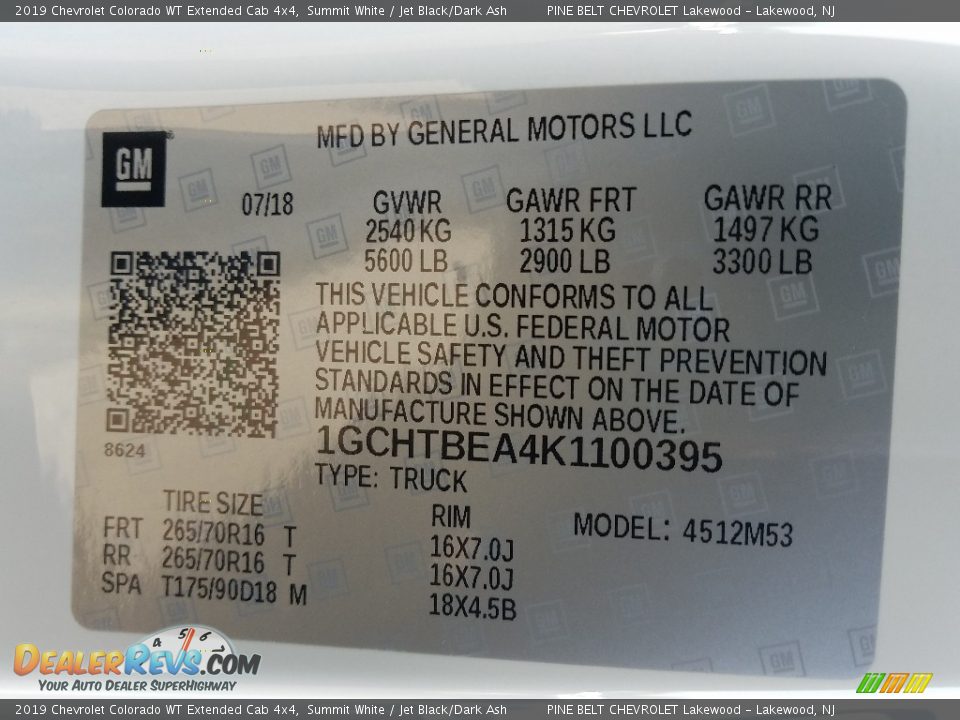 2019 Chevrolet Colorado WT Extended Cab 4x4,  Summit White / Jet Black/Dark Ash PINE BELT CHEVROLET Lakewood – Lakewood, NJ
MFD BY GENERAL MOTORS LLC
GM
07/18
GVWR GAWR FRT GAWR RR
2540 KG 1315 KG 1497 KG
5600 LB 2900 LB 3300 LB
THIS VEHICLE CONFORMS TO ALL
APPLICABLE U.S. FEDERAL MOTOR
VEHICLE SAFETY AND THEFT PREVENTION
STANDARDS IN EFFECT ON THE DATE OF
MANUFACTURE SHOWN ABOVE.
8624
1GCHTBEA4K1100395
TYPE: TRUCK
TIRE SIZE RIM MODEL: 4512M53
FRT 265/70R16 T 16X7.0J
RR 265/70R16 T 16X7.0J
SPA T175/90D18 M 18X4.5B
4 5 6
DEALERREVS.COM
YOUR AUTO DEALER SUPERHIGHWAY
2019 Chevrolet Colorado WT Extended Cab 4x4,  Summit White / Jet Black/Dark Ash PINE BELT CHEVROLET Lakewood – Lakewood, NJ